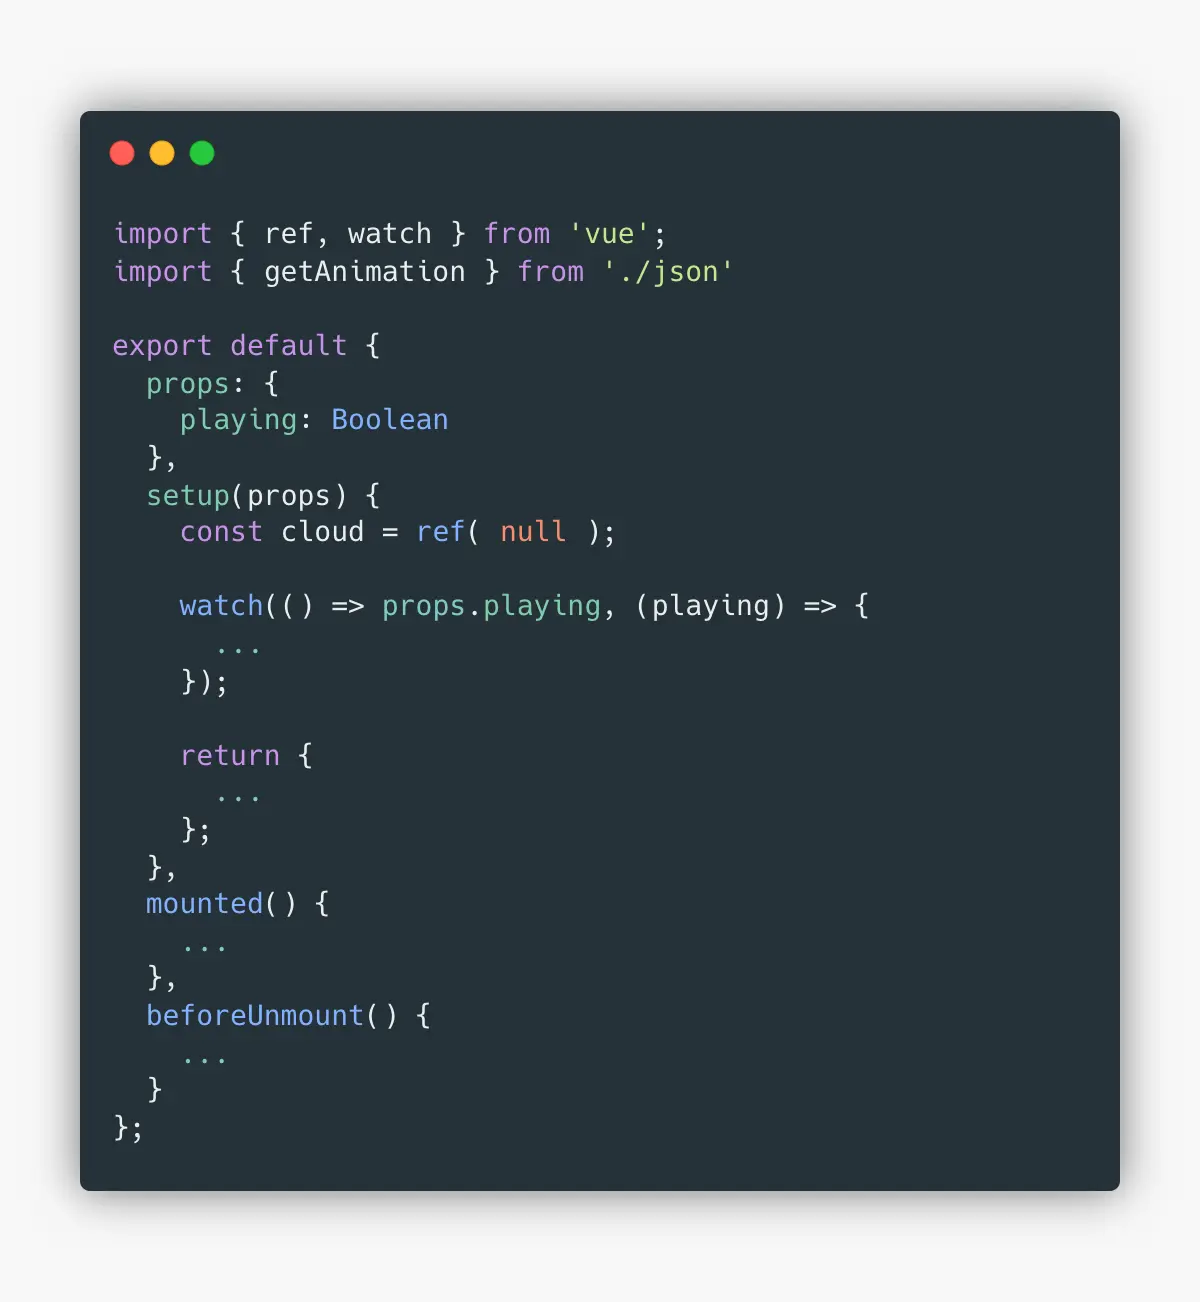 import { ref, watch } from 'vue';
import { getAnimation } from './json'
export default {
  props: {
    playing: Boolean
  },
  setup(props) {
    const cloud = ref( null );
    watch(() => props.playing, (playing) => {
      ...
    });
    return {
      ...
    };
  },
  mounted() {
    ...
  },
  beforeUnmount() {
    ...
  }
};